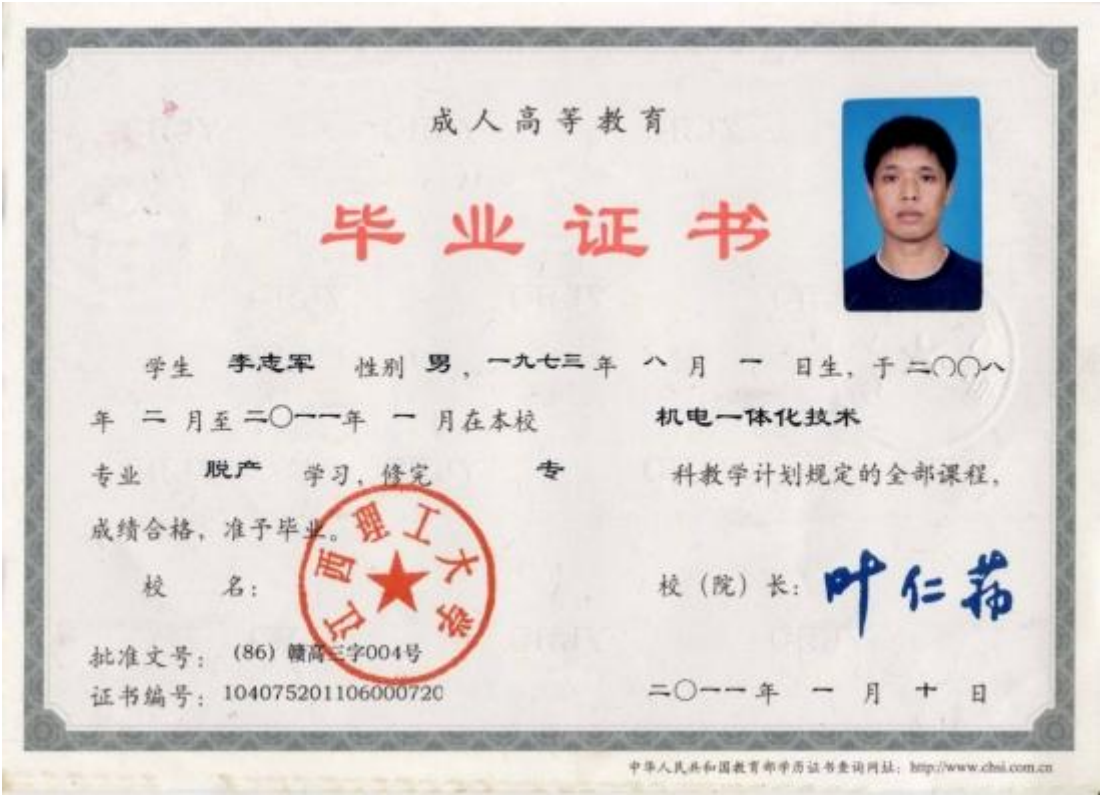 成人高等教育
毕业证书
学生 李志军 性别 男，一九七三年 八 月 一 日生，于二〇〇八
年 二 月至二〇一一年 一 月在本校 机电一体化技术
专业 脱产 学习，修完 专 科教学计划规定的全部课程，
成绩合格，准予毕业。
江西理工大学
校 名： 校（院）长：叶仁荪
批准文号：(86) 赣高三字004号
证书编号：104075201106000720 二〇一一年 一 月 十 日
中华人民共和国教育部学历证书查询网址：http://www.chsi.com.cn